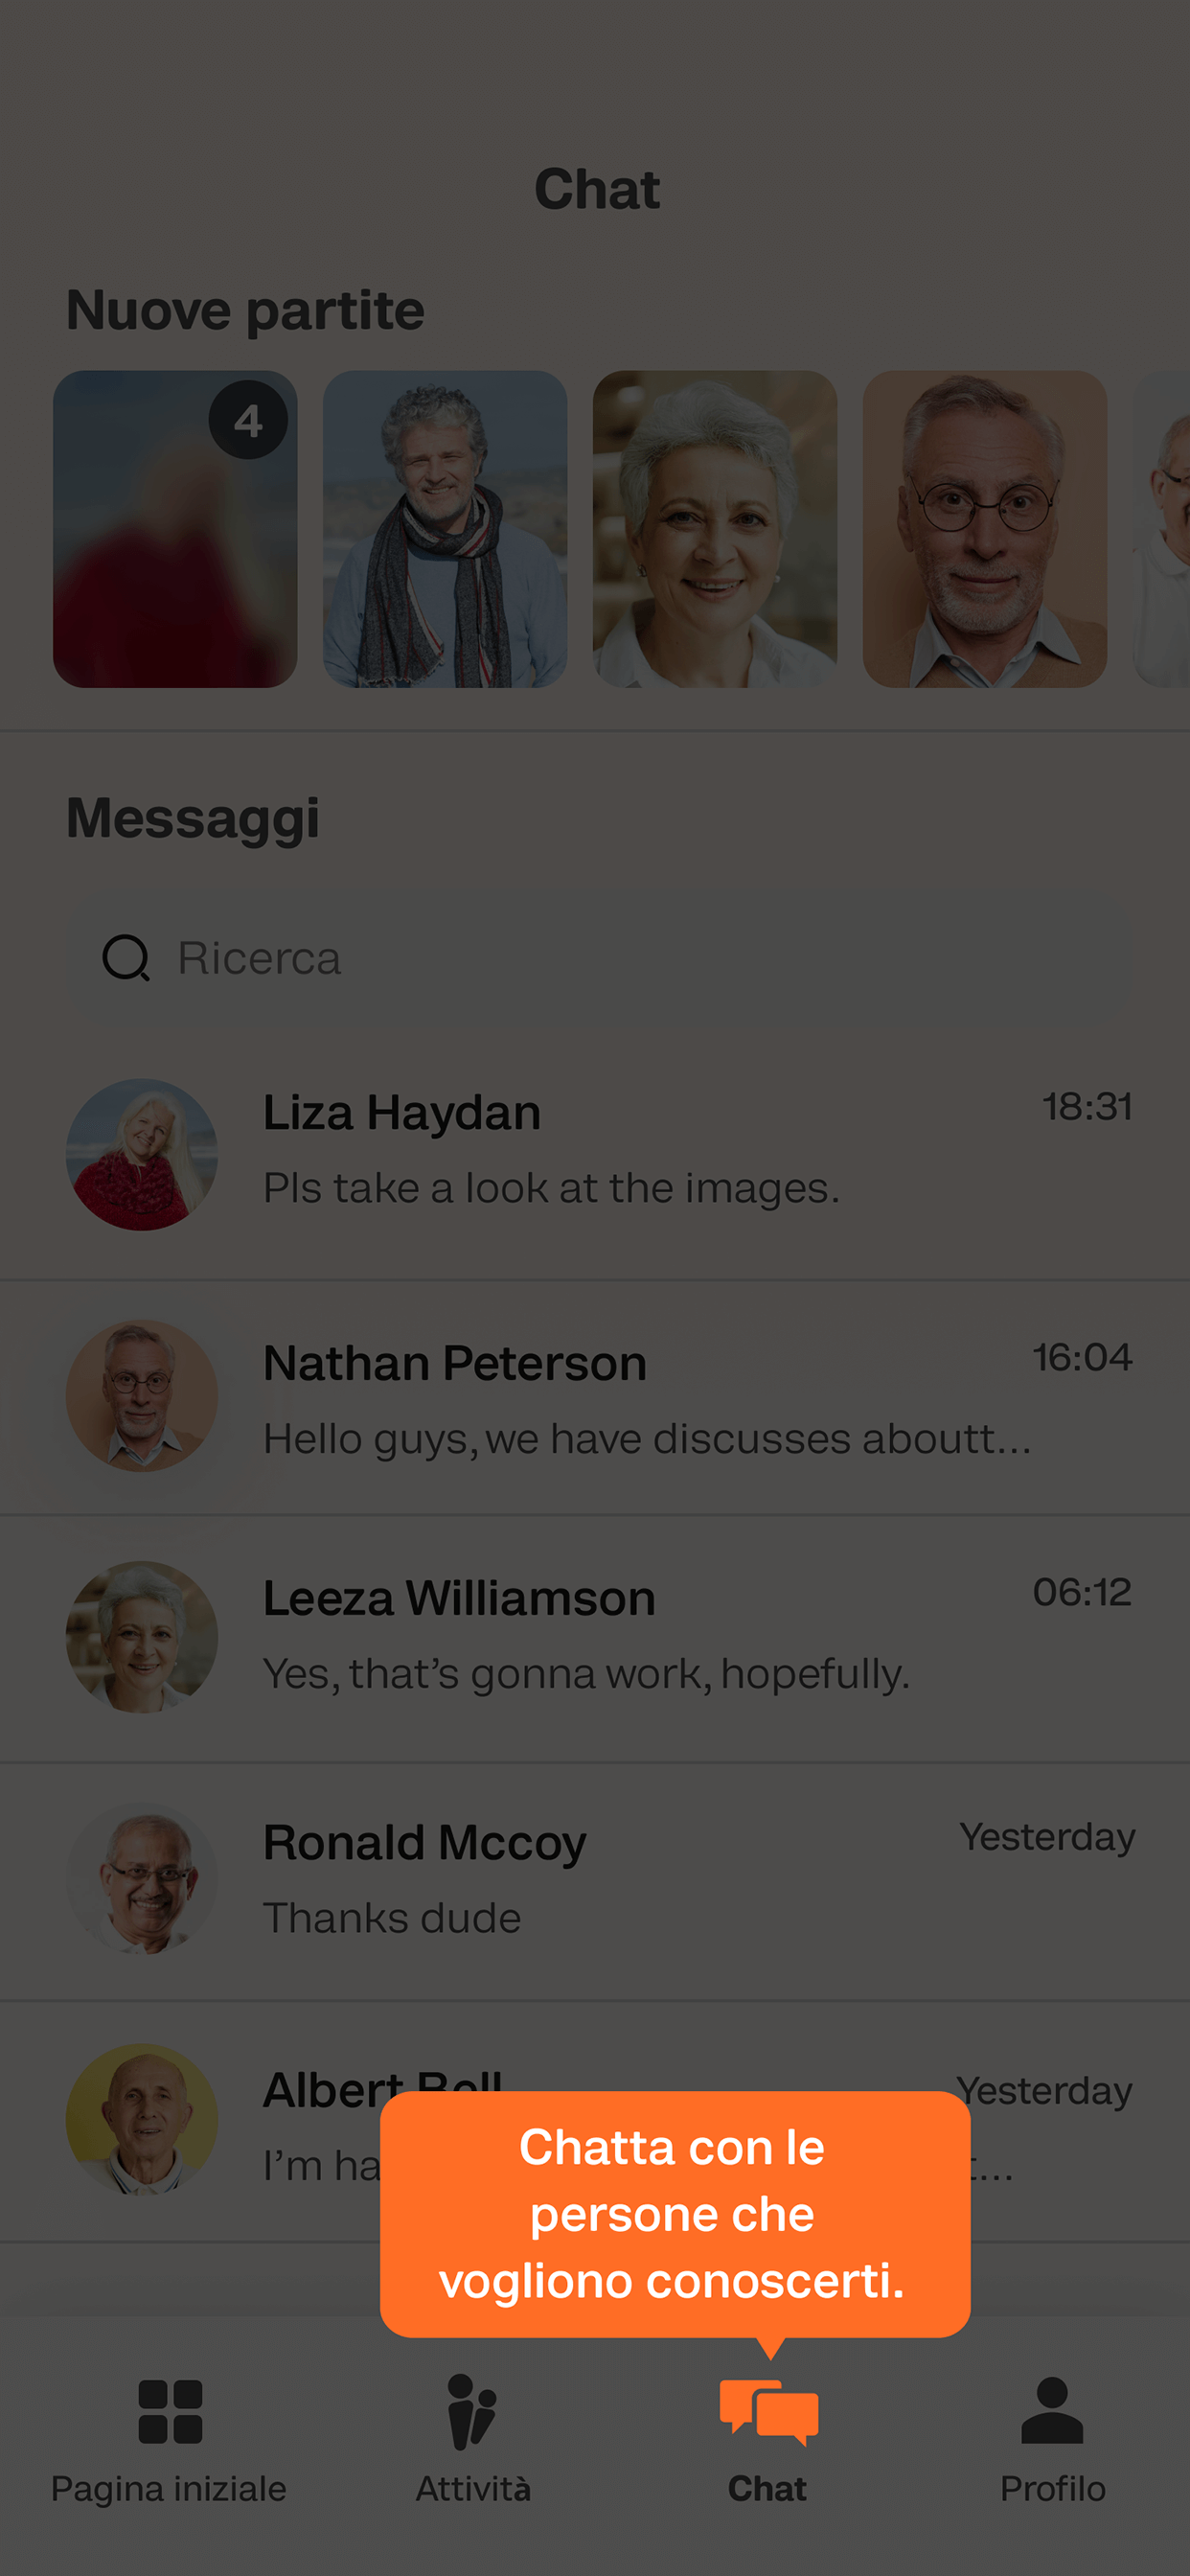 Chat
Nuove partite
4
Messaggi
Ricerca
Liza Haydan
18:31
Pls take a look at the images.
Nathan Peterson
16:04
Hello guys, we have discusses aboutt...
Leeza Williamson
06:12
Yes, that's gonna work, hopefully.
Ronald Mccoy
Yesterday
Thanks dude
Albert Bell
Yesterday
I'm
Chatta con le
persone che
vogliono conoscerti.
Pagina iniziale
Attività
Chat
Profilo